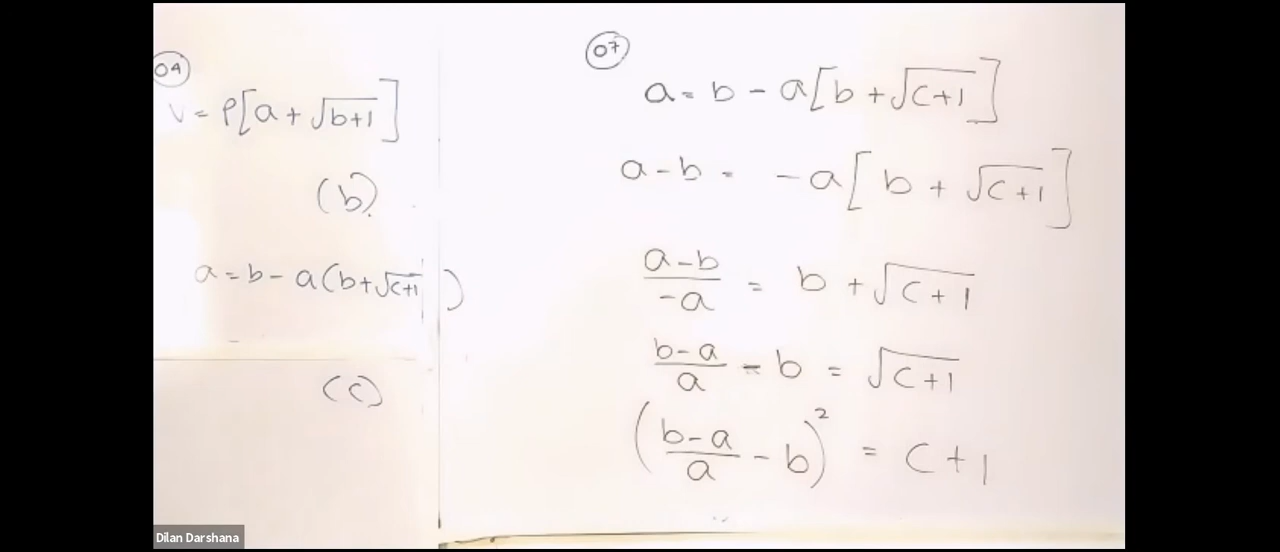 04
V = P[a + √b+1]
(b)
a = b - a(b+√c+1)
(c)
07
a = b - a[b + √c+1]
a - b = -a[b + √c+1]
a-b/-a = b + √c+1
b-a/a - b = √c+1
(b-a/a - b)² = c + 1
Dilan Darshana